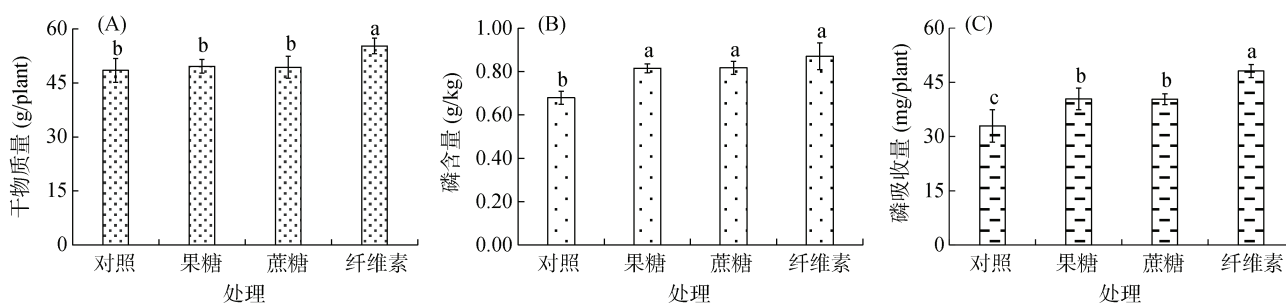 (A)
干物质量 (g/plant)
60
45
30
15
0
b
b
b
a
对照
果糖
蔗糖
纤维素
处理
(B)
磷含量 (g/kg)
1.00
0.80
0.60
0.40
0.20
0.00
b
a
a
a
对照
果糖
蔗糖
纤维素
处理
(C)
磷吸收量 (mg/plant)
60
45
30
15
0
c
b
b
a
对照
果糖
蔗糖
纤维素
处理